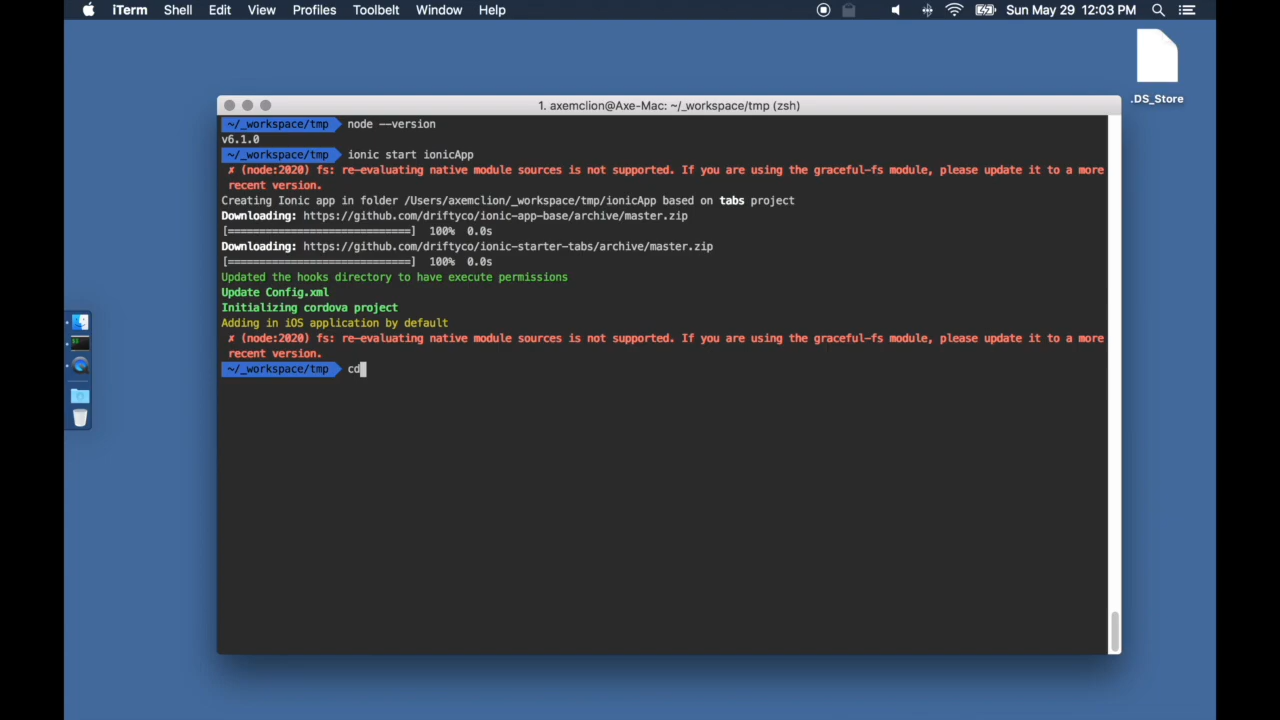 iTerm Shell Edit View Profiles Toolbelt Window Help Sun May 29 12:03 PM
.DS_Store
1. axemclion@Axe-Mac: ~/_workspace/tmp (zsh)
~/_workspace/tmp node --version
v6.1.0
~/_workspace/tmp ionic start ionicApp
✗ (node:2020) fs: re-evaluating native module sources is not supported. If you are using the graceful-fs module, please update it to a more
recent version.
Creating Ionic app in folder /Users/axemclion/_workspace/tmp/ionicApp based on tabs project
Downloading: https://github.com/driftyco/ionic-app-base/archive/master.zip
[=============================] 100% 0.0s
Downloading: https://github.com/driftyco/ionic-starter-tabs/archive/master.zip
[=============================] 100% 0.0s
Updated the hooks directory to have execute permissions
Update Config.xml
Initializing cordova project
Adding in iOS application by default
✗ (node:2020) fs: re-evaluating native module sources is not supported. If you are using the graceful-fs module, please update it to a more
recent version.
~/_workspace/tmp cd